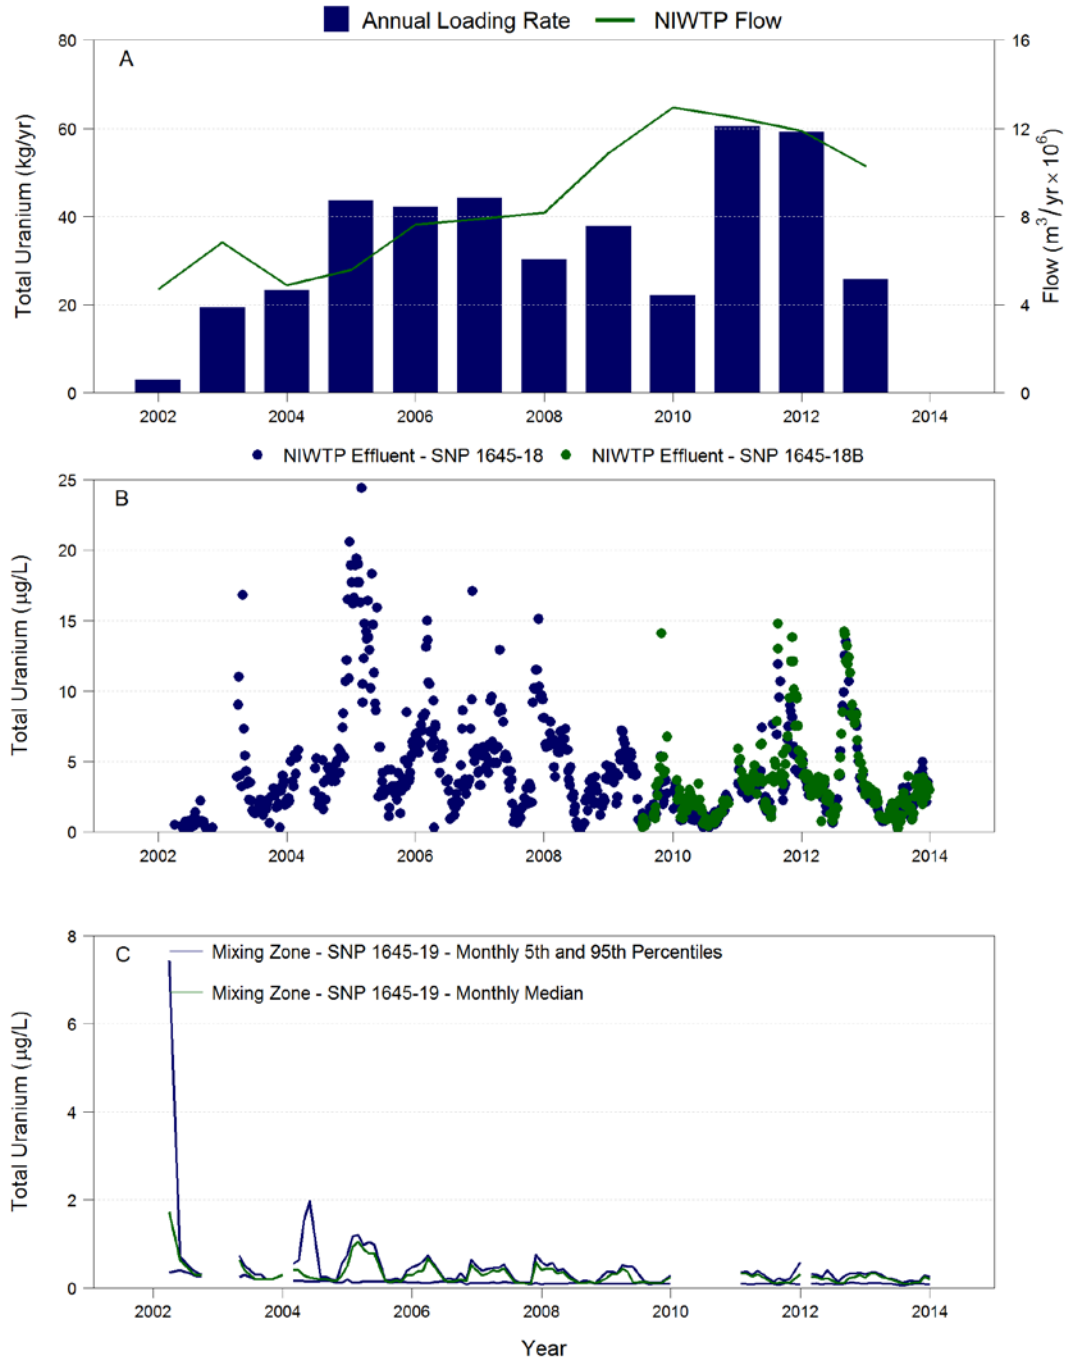 Annual Loading Rate NIWTP Flow
A
80
60
40
20
0
Total Uranium (kg/yr)
16
12
8
4
0
Flow (m³/yr × 10⁶)
2002 2004 2006 2008 2010 2012 2014
NIWTP Effluent - SNP 1645-18 NIWTP Effluent - SNP 1645-18B
B
25
20
15
10
5
0
Total Uranium (µg/L)
2002 2004 2006 2008 2010 2012 2014
C
Mixing Zone - SNP 1645-19 - Monthly 5th and 95th Percentiles
Mixing Zone - SNP 1645-19 - Monthly Median
8
6
4
2
0
Total Uranium (µg/L)
2002 2004 2006 2008 2010 2012 2014
Year